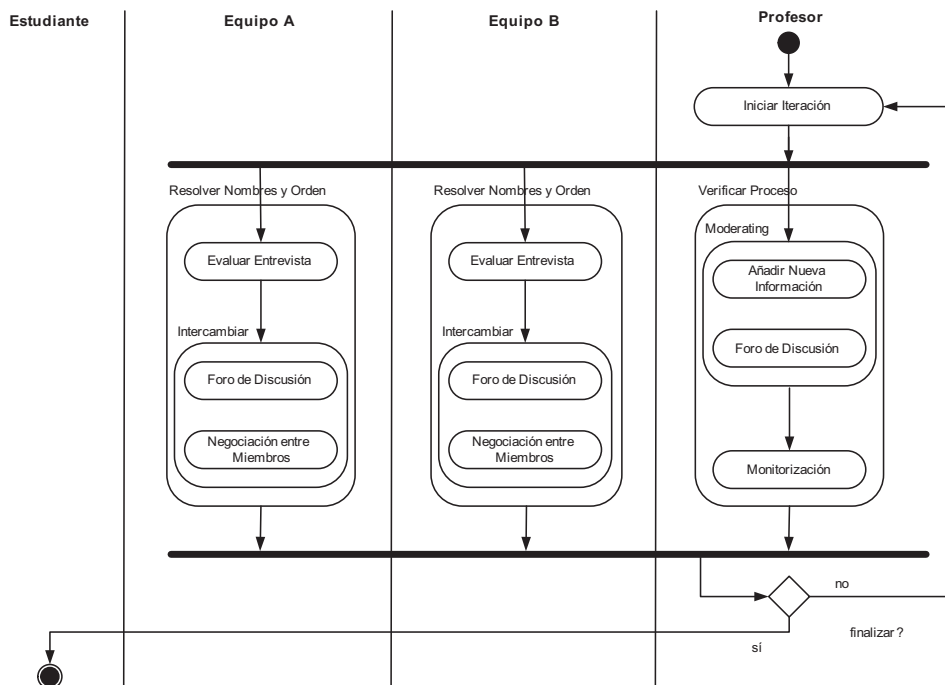 Estudiante
Equipo A
Equipo B
Profesor
Iniciar Iteración
Resolver Nombres y Orden
Resolver Nombres y Orden
Verificar Proceso
Moderating
Evaluar Entrevista
Evaluar Entrevista
Añadir Nueva
Información
Intercambiar
Intercambiar
Foro de Discusión
Foro de Discusión
Foro de Discusión
Negociación entre
Miembros
Negociación entre
Miembros
Monitorización
no
finalizar?
sí